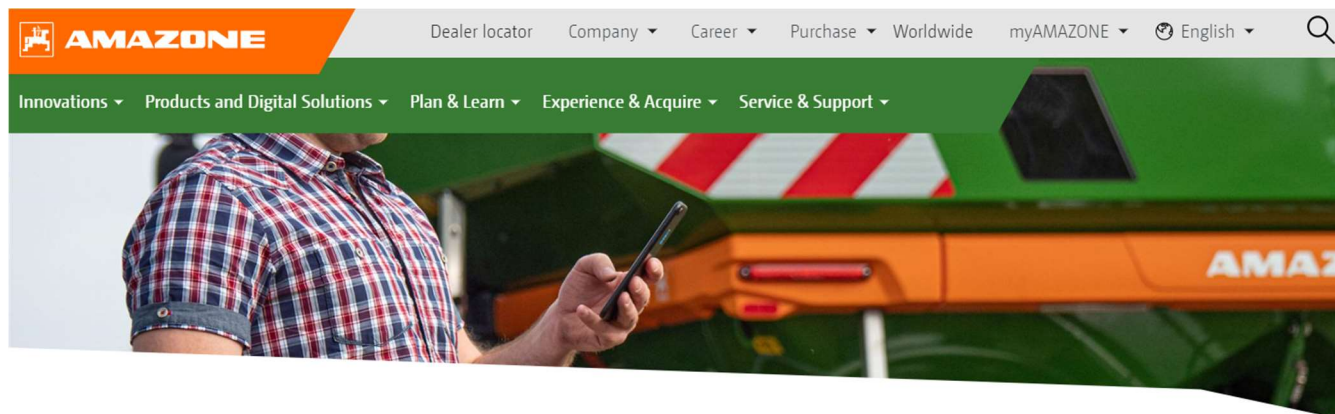 AMAZONE
Dealer locator Company Career Purchase Worldwide myAMAZONE English
Innovations Products and Digital Solutions Plan & Learn Experience & Acquire Service & Support
AMAZ